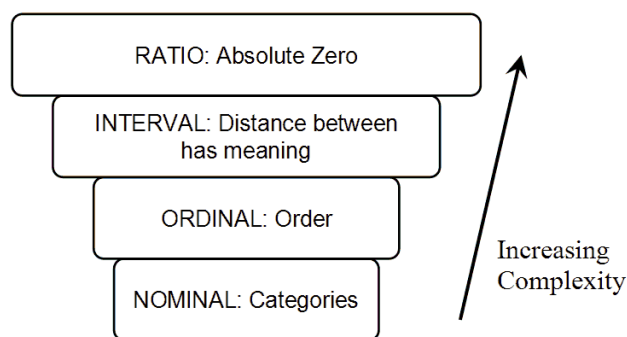 RATIO: Absolute Zero
INTERVAL: Distance between
has meaning
ORDINAL: Order
NOMINAL: Categories
Increasing
Complexity